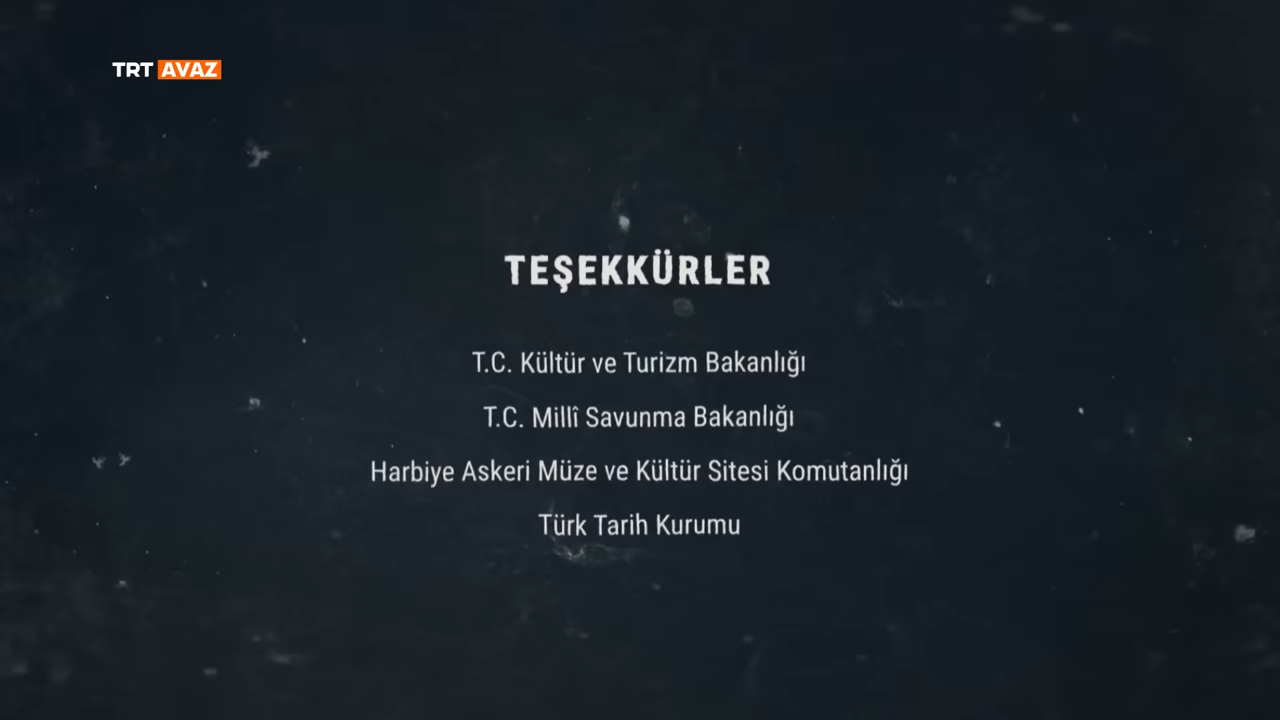 TRT AVAZ
TEŞEKKÜRLER
T.C. Kültür ve Turizm Bakanlığı
T.C. Millî Savunma Bakanlığı
Harbiye Askeri Müze ve Kültür Sitesi Komutanlığı
Türk Tarih Kurumu